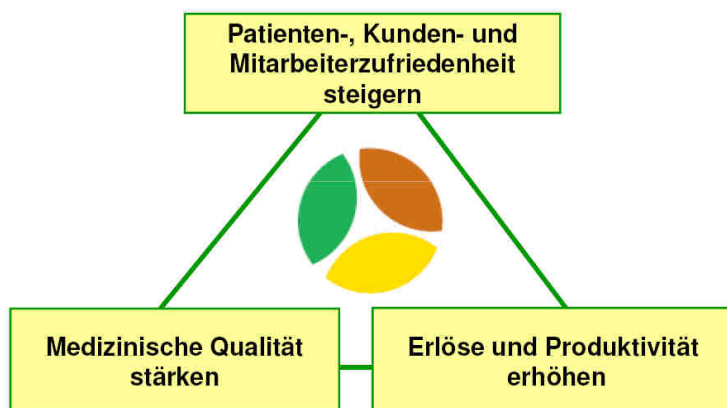 Patienten-, Kunden- und
Mitarbeiterzufriedenheit
steigern
Medizinische Qualität
stärken
Erlöse und Produktivität
erhöhen